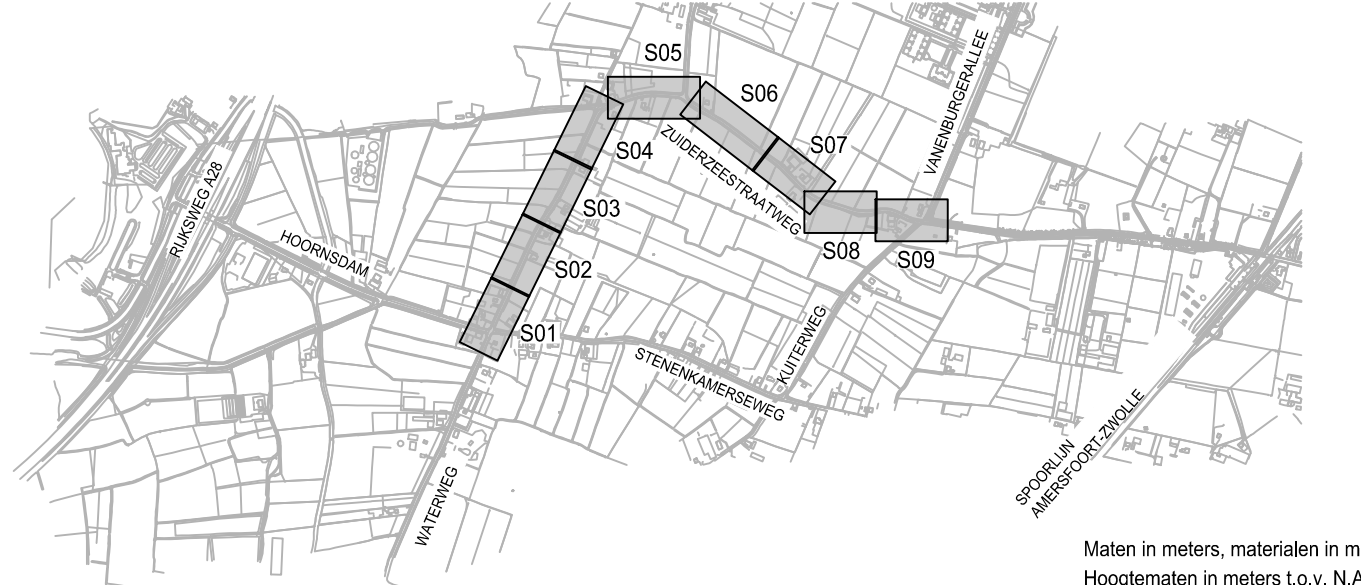 S05
S06
S07
S04
S03
S02
S01
S08
S09
RIJKSWEG A28
HOORNSDAM
ZUIDERZEESTRAATWEG
VANENBURGERALLEE
STENENKAMERSEWEG
KUITERWEG
WATERWEG
SPOORLIJN
AMERSFOORT-ZWOLLE
Maten in meters, materialen in m
Hoogtematen in meters t.o.v. N.A